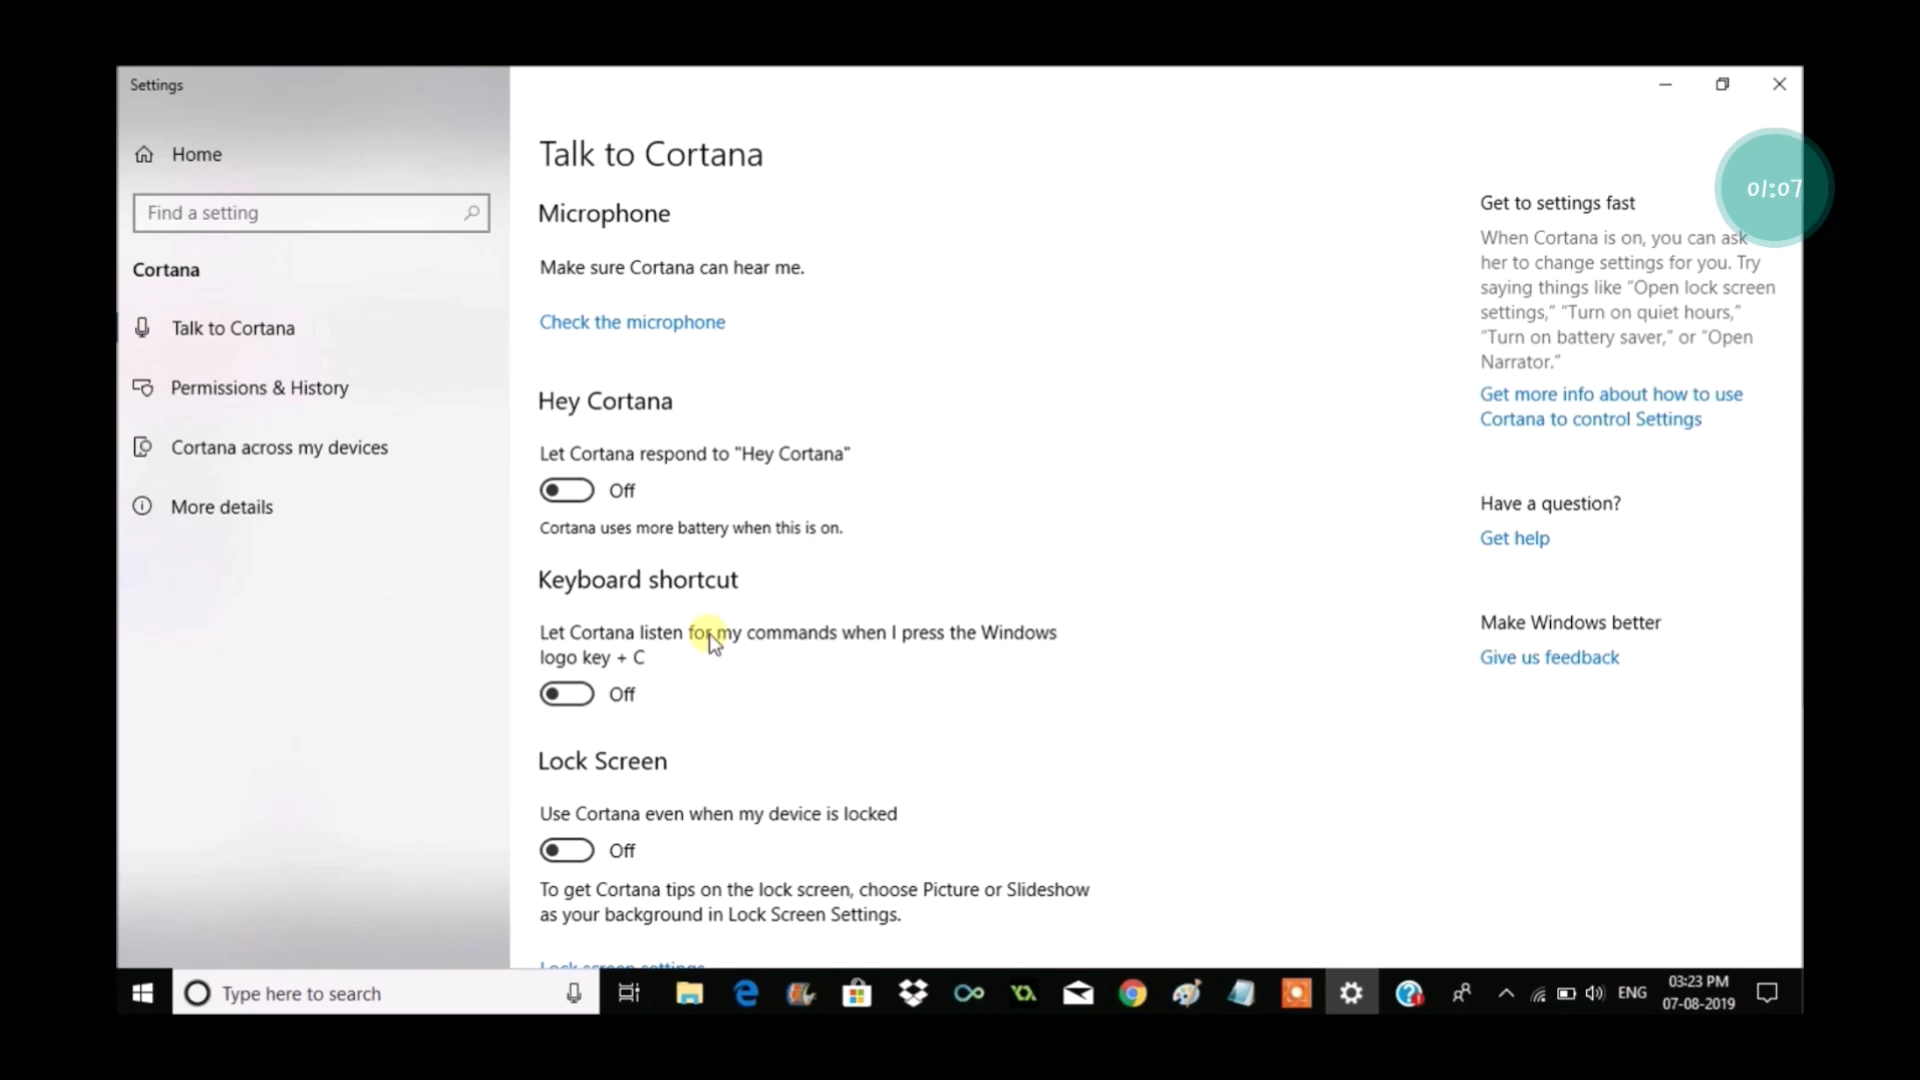 Settings
Home
Find a setting
Cortana
Talk to Cortana
Permissions & History
Cortana across my devices
More details
Talk to Cortana
Microphone
Make sure Cortana can hear me.
Check the microphone
Hey Cortana
Let Cortana respond to "Hey Cortana"
Off
Cortana uses more battery when this is on.
Keyboard shortcut
Let Cortana listen for my commands when I press the Windows
logo key + C
Off
Lock Screen
Use Cortana even when my device is locked
Off
To get Cortana tips on the lock screen, choose Picture or Slideshow
as your background in Lock Screen Settings.
Lock screen settings
01:07
Get to settings fast
When Cortana is on, you can ask
her to change settings for you. Try
saying things like “Open lock screen
settings,” “Turn on quiet hours,”
“Turn on battery saver,” or “Open
Narrator.”
Get more info about how to use
Cortana to control Settings
Have a question?
Get help
Make Windows better
Give us feedback
Type here to search
ENG
03:23 PM
07-08-2019